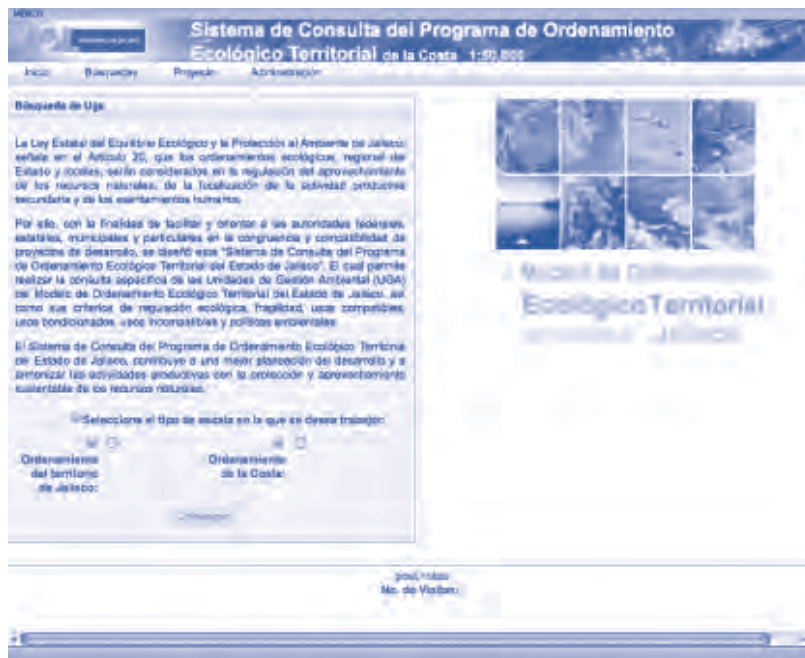 Sistema de Consulta del Programa de Ordenamiento
Ecológico Territorial de la Costa 1:50,000
Inicio Búsquedas Proyecto Administración
Búsqueda de Uga
La Ley Estatal del Equilibrio Ecológico y la Protección al Ambiente de Jalisco,
señala en el Artículo 20, que los ordenamientos ecológicos, regional del
Estado y locales, serán considerados en la regulación del aprovechamiento
de los recursos naturales, de la localización de la actividad productiva
secundaria y de los asentamientos humanos.
Por ello, con la finalidad de facilitar y orientar a las autoridades federales,
estatales, municipales y particulares en la congruencia y compatibilidad de
proyectos de desarrollo, se diseñó este "Sistema de Consulta del Programa
de Ordenamiento Ecológico Territorial del Estado de Jalisco". El cual permite
realizar la consulta específica de las Unidades de Gestión Ambiental (UGA)
del Modelo de Ordenamiento Ecológico Territorial del Estado de Jalisco, así
como sus criterios de regulación ecológica, fragilidad, usos compatibles,
usos condicionados, usos incompatibles y políticas ambientales.
El Sistema de Consulta del Programa de Ordenamiento Ecológico Territorial
del Estado de Jalisco, contribuye a una mejor planeación del desarrollo y a
armonizar las actividades productivas con la protección y aprovechamiento
sustentable de los recursos naturales.
Seleccione el tipo de escala en la que se desea trabajar:
Ordenamiento
del territorio
de Jalisco:
Ordenamiento
de la Costa:
Modelo de Ordenamiento
Ecológico Territorial
Jalisco
No. de Visitas: